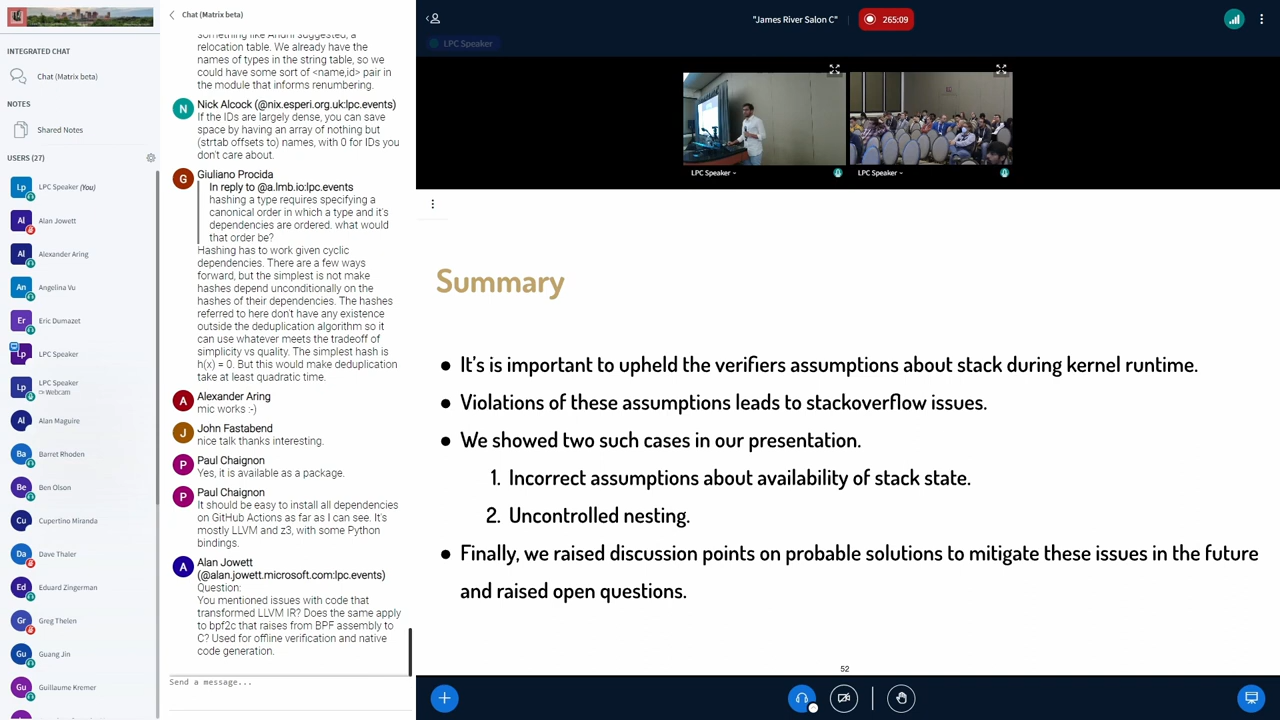 INTEGRATED CHAT
Chat (Matrix beta)
NOTES
Shared Notes
USERS (27)
Lp LPC Speaker (You)
Al Alan Jowett
Al Alexander Aring
An Angelina Vu
Er Eric Dumazet
Lp LPC Speaker
Lp LPC Speaker
Webcam
Al Alan Maguire
Ba Barret Rhoden
Be Ben Olson
Cu Cupertino Miranda
Da Dave Thaler
Ed Eduard Zingerman
Gr Greg Thelen
Gu Guang Jin
Gu Guillaume Kremer
Chat (Matrix beta)
something like Andrii suggested, a
relocation table. We already have the
names of types in the string table, so we
could have some sort of <name,id> pair in
the module that informs renumbering.
N Nick Alcock (@nix.esperi.org.uk:lpc.events)
If the IDs are largely dense, you can save
space by having an array of nothing but
(strtab offsets to) names, with 0 for IDs you
don't care about.
G Giuliano Procida
In reply to @a.lmb.io:lpc.events
hashing a type requires specifying a
canonical order in which a type and it's
dependencies are ordered. what would
that order be?
Hashing has to work given cyclic
dependencies. There are a few ways
forward, but the simplest is not make
hashes depend unconditionally on the
hashes of their dependencies. The hashes
referred to here don't have any existence
outside the deduplication algorithm so it
can use whatever meets the tradeoff of
simplicity vs quality. The simplest hash is
h(x) = 0. But this would make deduplication
take at least quadratic time.
A Alexander Aring
mic works :-)
J John Fastabend
nice talk thanks interesting.
P Paul Chaignon
Yes, it is available as a package.
P Paul Chaignon
It should be easy to install all dependencies
on GitHub Actions as far as I can see. It's
mostly LLVM and z3, with some Python
bindings.
A Alan Jowett
(@alan.jowett.microsoft.com:lpc.events)
Question:
You mentioned issues with code that
transformed LLVM IR? Does the same apply
to bpf2c that raises from BPF assembly to
C? Used for offline verification and native
code generation.
Send a message...
"James River Salon C"
265:09
LPC Speaker
LPC Speaker
LPC Speaker
Summary
● It's is important to upheld the verifiers assumptions about stack during kernel runtime.
● Violations of these assumptions leads to stackoverflow issues.
● We showed two such cases in our presentation.
1. Incorrect assumptions about availability of stack state.
2. Uncontrolled nesting.
● Finally, we raised discussion points on probable solutions to mitigate these issues in the future
and raised open questions.
52